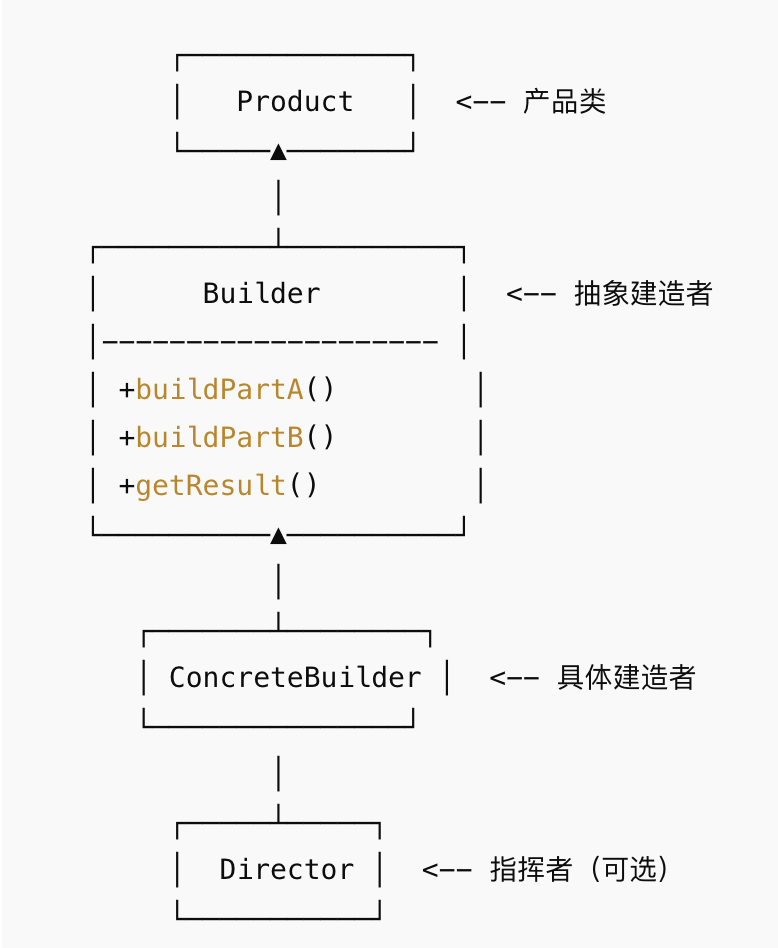 Product <-- 产品类
Builder <-- 抽象建造者
--------------------
+buildPartA()
+buildPartB()
+getResult()
ConcreteBuilder <-- 具体建造者
Director <-- 指挥者（可选）